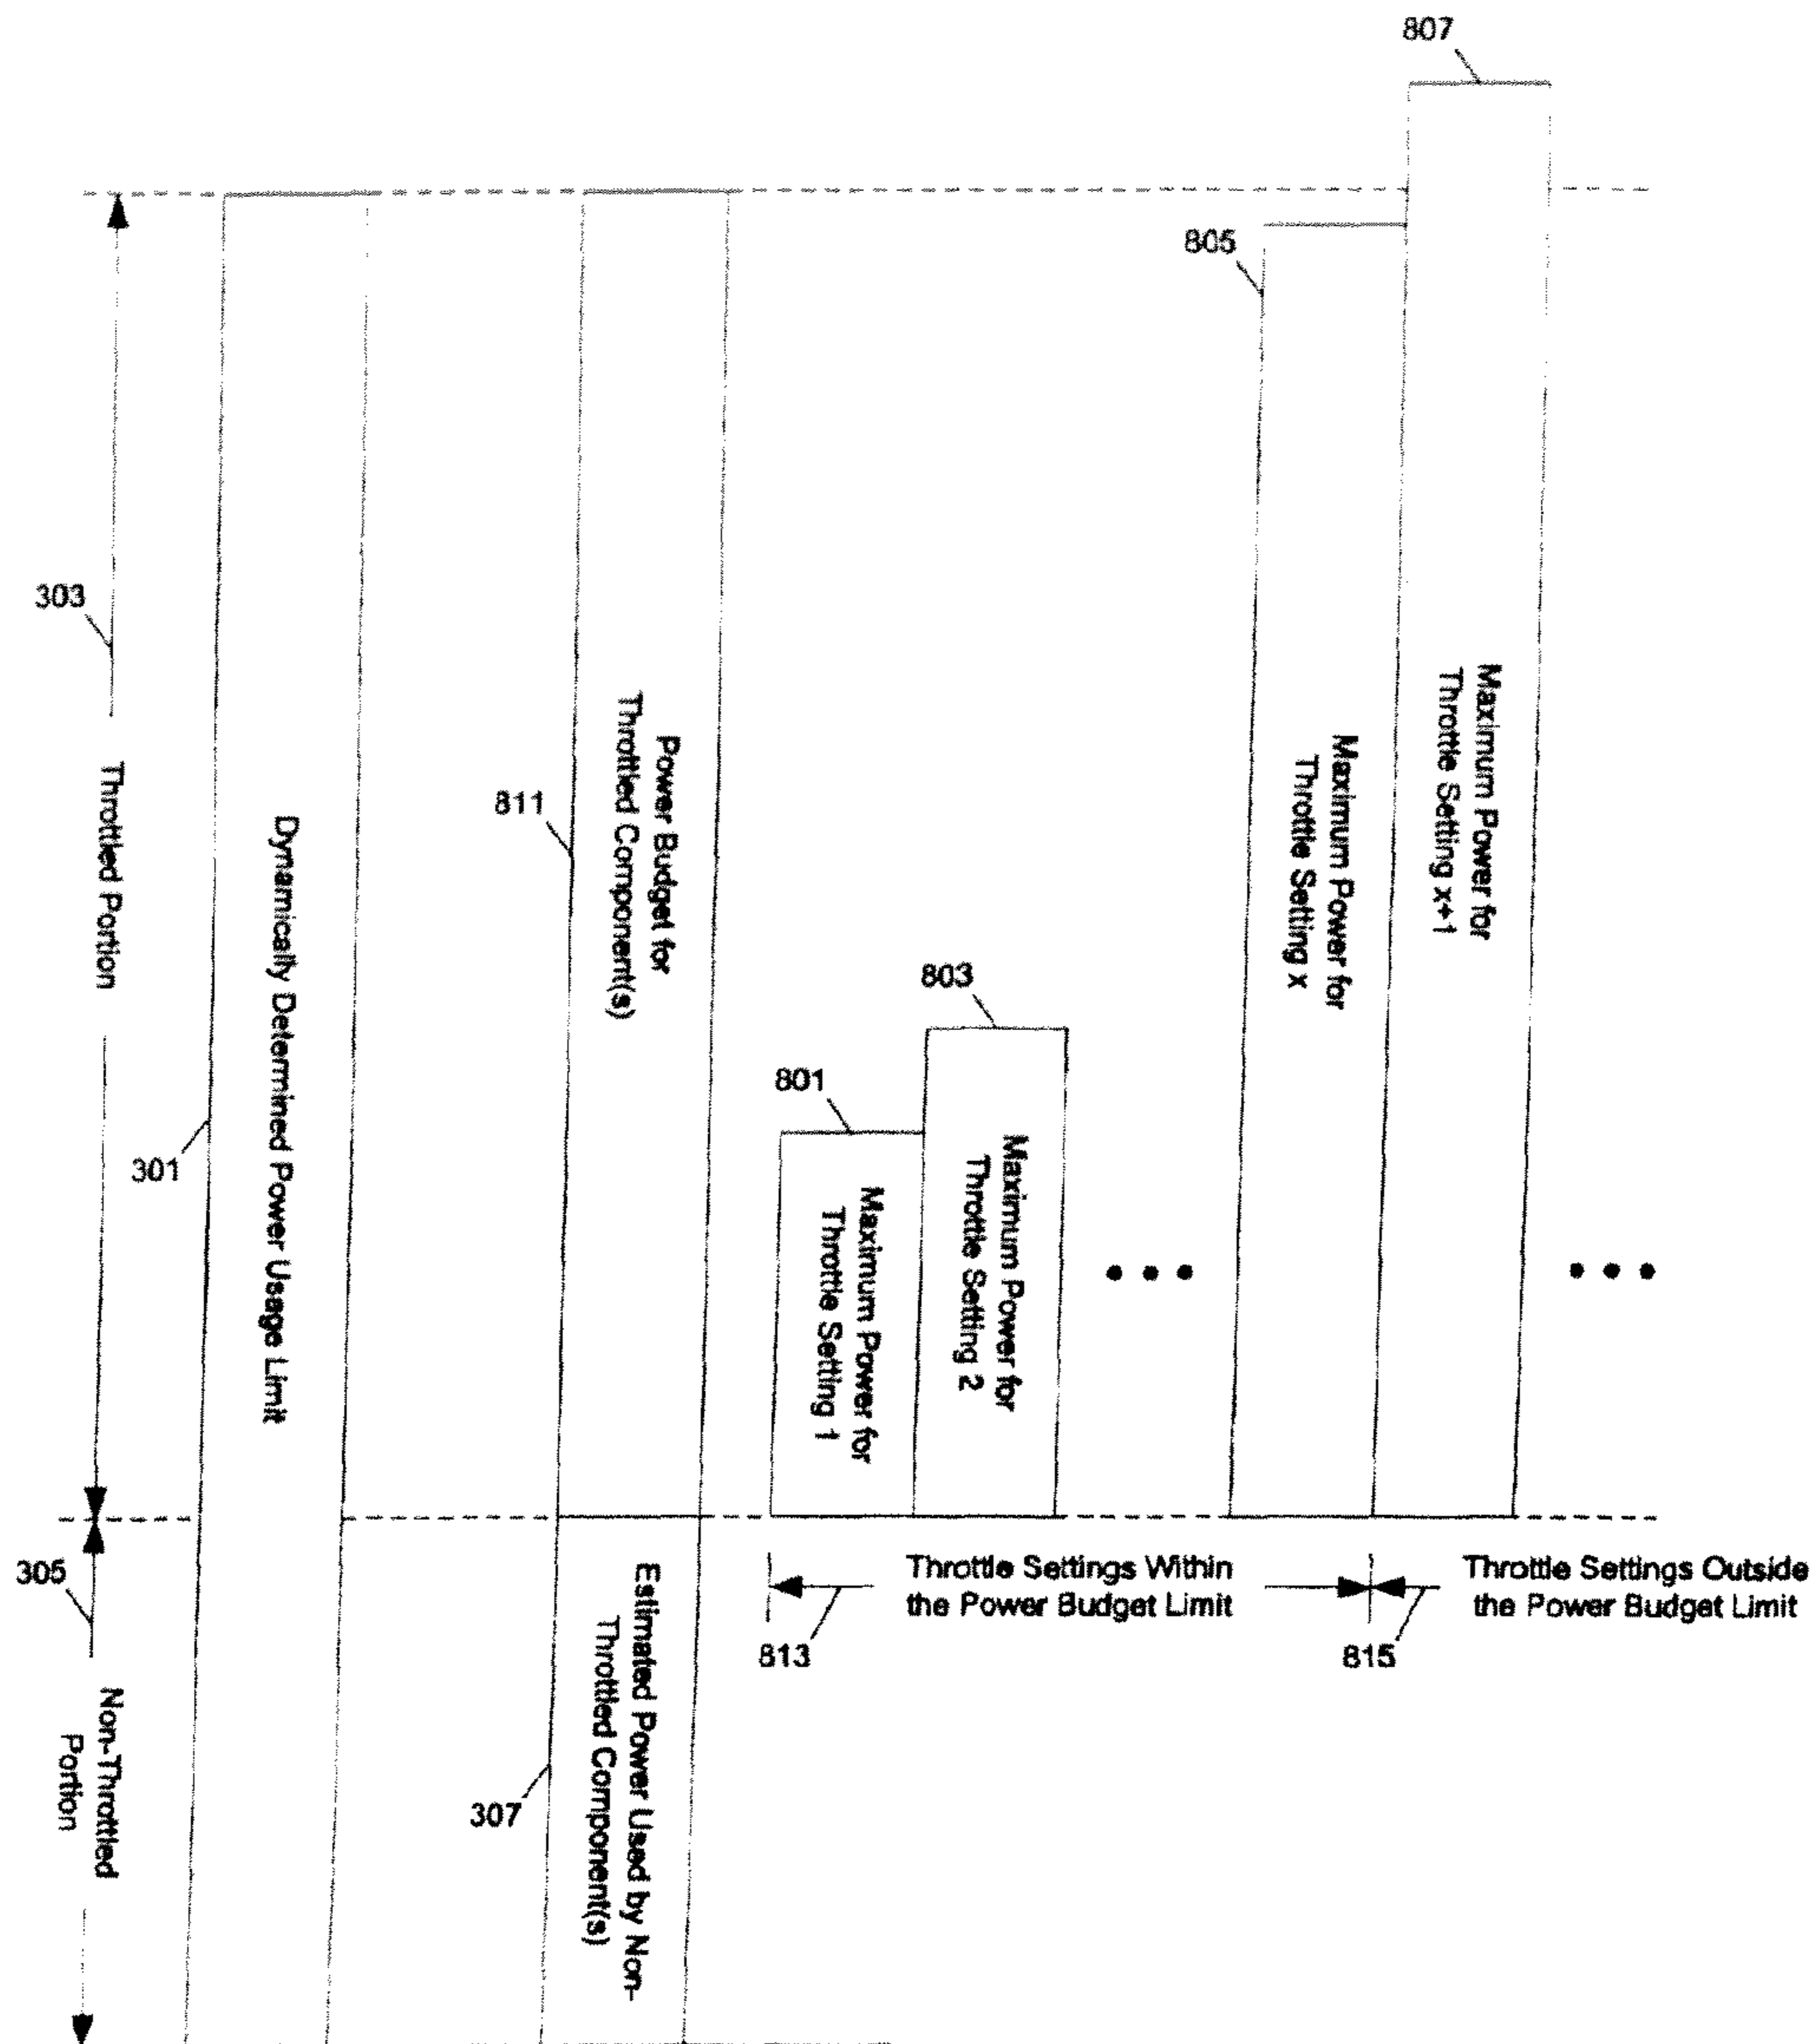 807
805
303
Throttled Portion
301
Dynamically Determined Power Usage Limit
811
Power Budget for
Throttled Component(s)
801
Maximum Power for
Throttle Setting 1
803
Maximum Power for
Throttle Setting 2
Maximum Power for
Throttle Setting x
Maximum Power for
Throttle Setting x+1
305
Non-Throttled
Portion
307
Estimated Power Used by Non-
Throttled Component(s)
Throttle Settings Within
the Power Budget Limit
813
Throttle Settings Outside
the Power Budget Limit
815